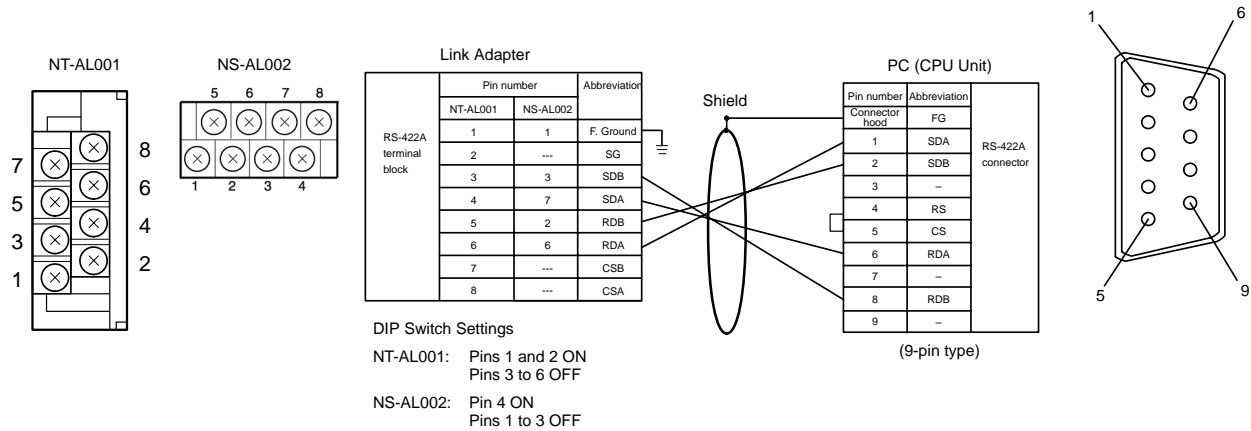 NT-AL001
7
5
3
1
8
6
4
2
NS-AL002
5 6 7 8
1 2 3 4
Link Adapter
RS-422A
terminal
block
Pin number Abbreviation
NT-AL001 NS-AL002
1 1 F. Ground
2 --- SG
3 3 SDB
4 7 SDA
5 2 RDB
6 6 RDA
7 --- CSB
8 --- CSA
DIP Switch Settings
NT-AL001: Pins 1 and 2 ON
Pins 3 to 6 OFF
NS-AL002: Pin 4 ON
Pins 1 to 3 OFF
Shield
PC (CPU Unit)
Pin number Abbreviation
Connector
hood FG
1 SDA
2 SDB
3 –
4 RS
5 CS
6 RDA
7 –
8 RDB
9 –
RS-422A
connector
(9-pin type)
1
6
5
9